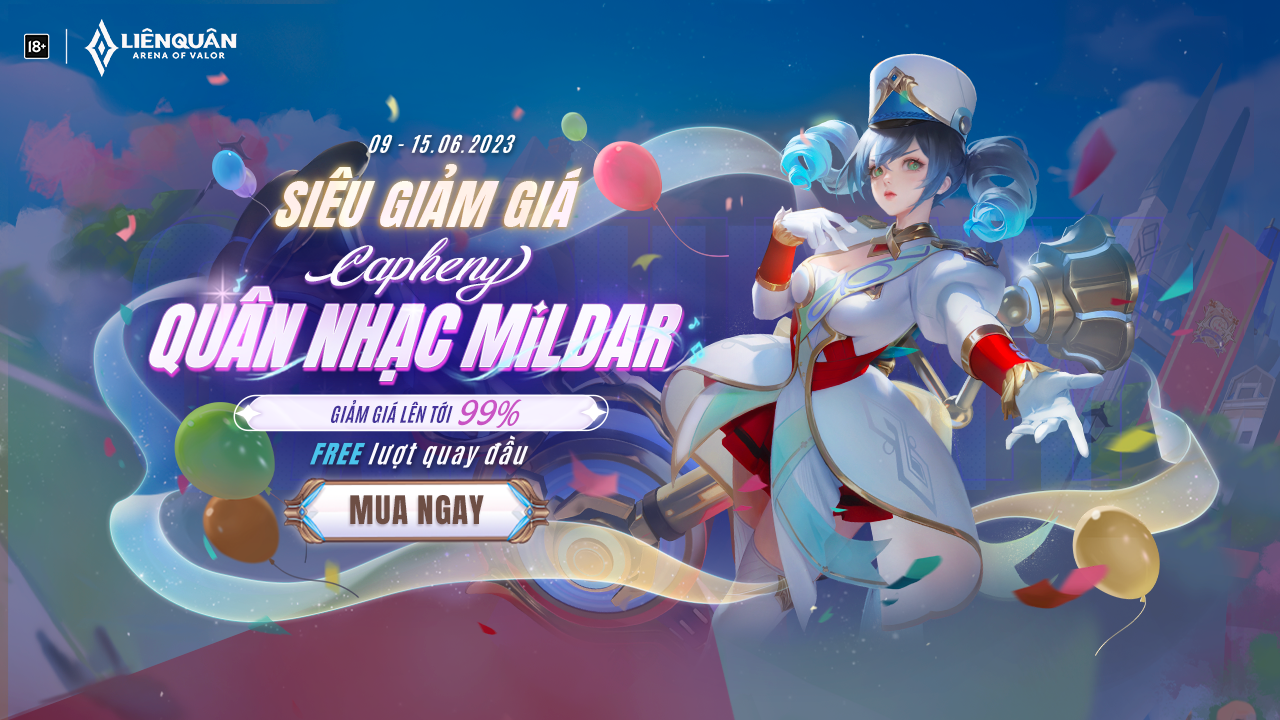 18+
LIÊNQUÂN
ARENA OF VALOR
09 - 15.06.2023
SIÊU GIẢM GIÁ
Capheny
QUÂN NHẠC MILDAR
GIẢM GIÁ LÊN TỚI 99%
FREE lượt quay đầu
MUA NGAY